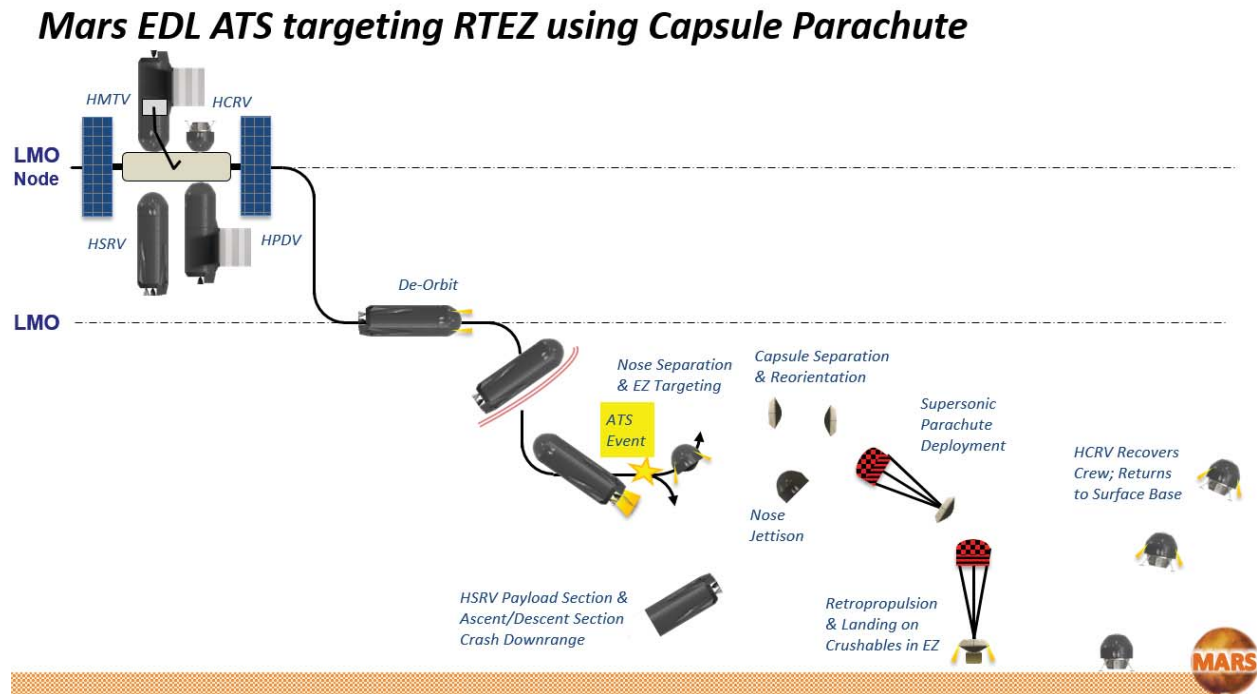 Mars EDL ATS targeting RTEZ using Capsule Parachute
HMTV
HCRV
LMO
Node
HSRV
HPDV
De-Orbit
LMO
Nose Separation
& EZ Targeting
Capsule Separation
& Reorientation
ATS
Event
Supersonic
Parachute
Deployment
HCRV Recovers
Crew; Returns
to Surface Base
Nose
Jettison
HSRV Payload Section &
Ascent/Descent Section
Crash Downrange
Retropropulsion
& Landing on
Crushables in EZ
MARS